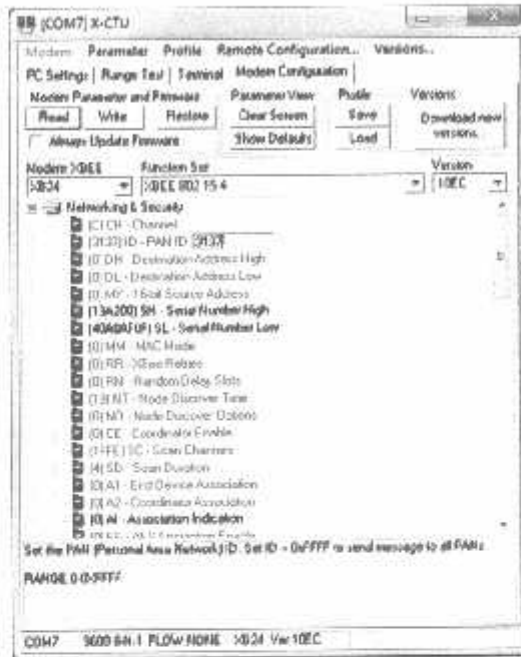 [COM7] X-CTU
Modem Parameter Profile Remote Configuration... Versions...
PC Settings | Range Test | Terminal Modem Configuration
Modem Parameter and Firmware Parameter View Profile Versions
Read Write Restore Clear Screen Save Download new versions...
Always Update Firmware Show Defaults Load
Modem: XBEE Function Set Version
XB24 XBEE 802.15.4 10EC
Networking & Security
[C] CH - Channel
[3137] ID - PAN ID 3137
[0] DH - Destination Address High
[0] DL - Destination Address Low
[0] MY - 16-bit Source Address
[13A200] SH - Serial Number High
SL - Serial Number Low
[0] MM - MAC Mode
[0] RR - XBee Retries
[0] RN - Random Delay Slots
[19] NT - Node Discover Time
[0] NO - Node Discover Options
[0] CE - Coordinator Enable
[1FFE] SC - Scan Channels
[4] SD - Scan Duration
[0] A1 - End Device Association
[0] A2 - Coordinator Association
[0] AI - Association Indication
Set the PAN (Personal Area Network) ID. Set ID = 0xFFFF to send message to all PANs.
RANGE:0-0xFFFF
COM7 9600 8-N-1 FLOW:NONE XB24 Ver:10EC